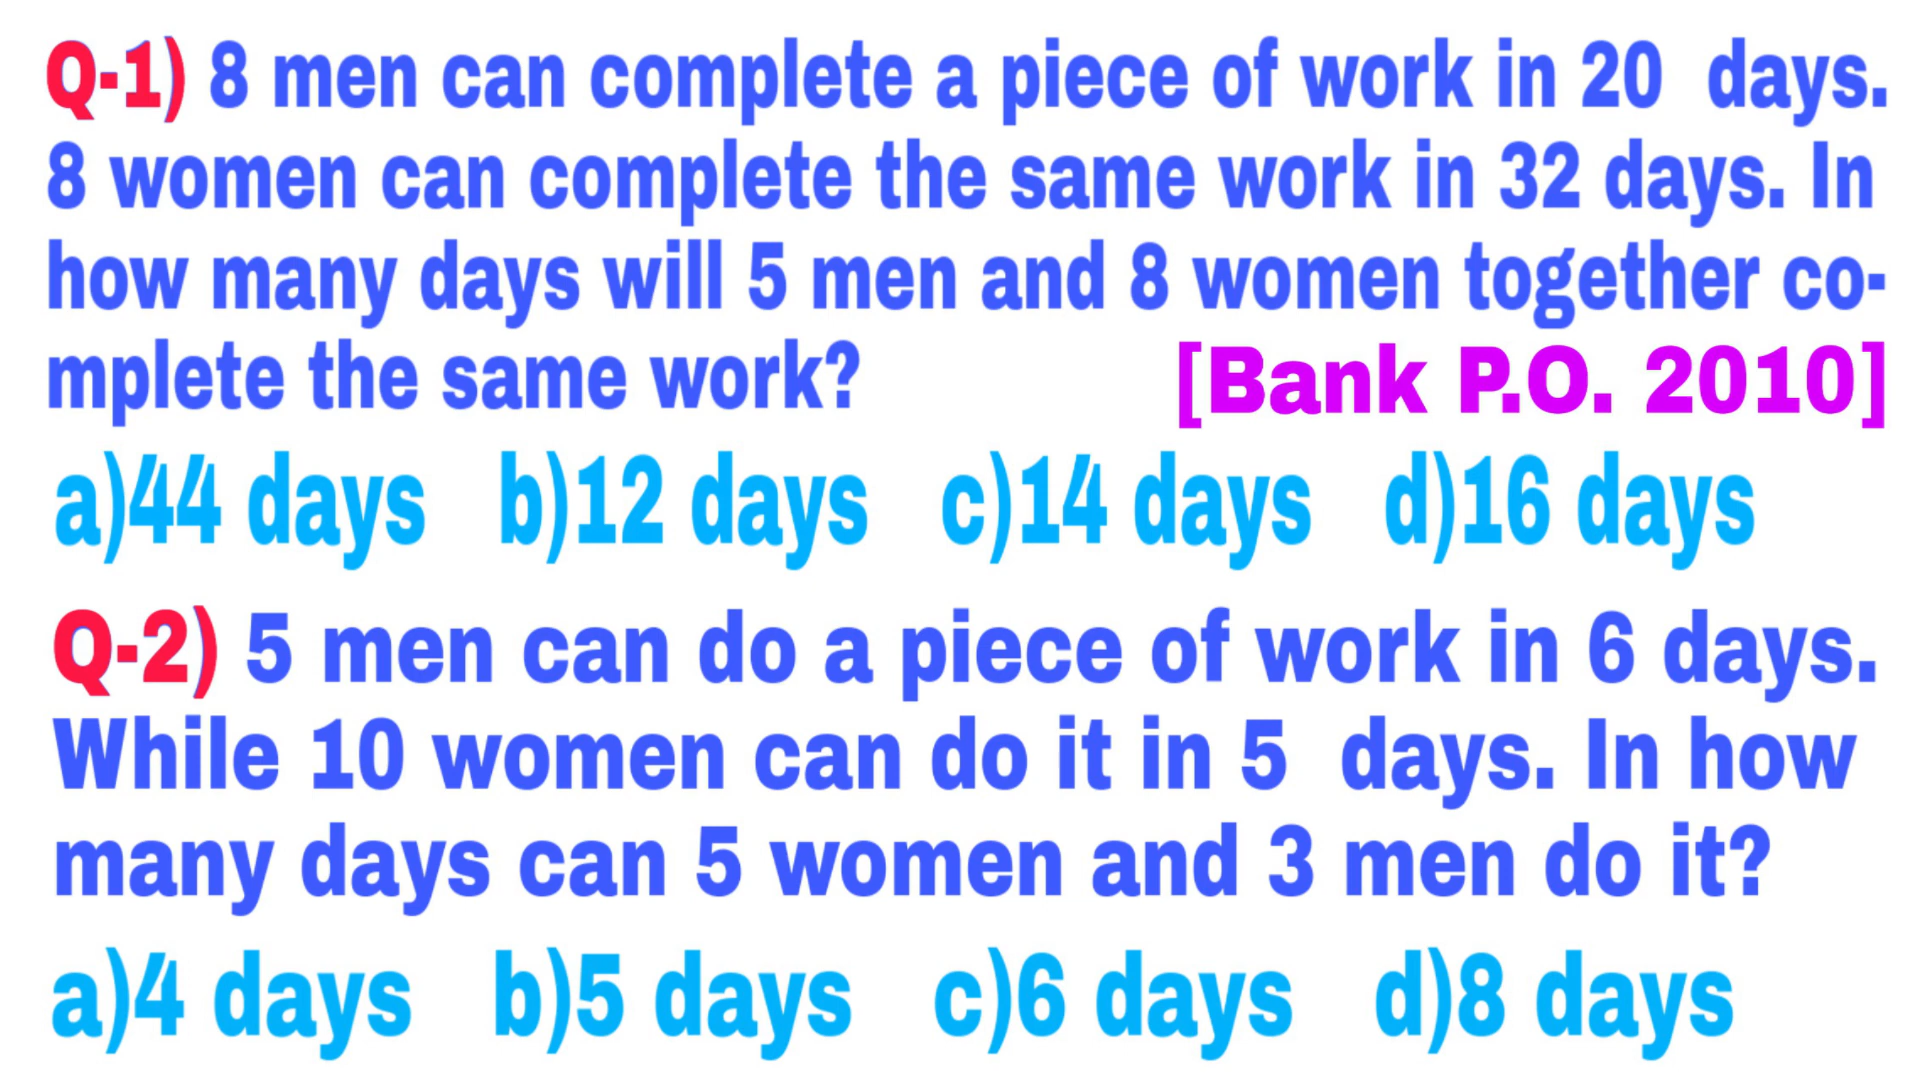 Q-1) 8 men can complete a piece of work in 20 days.
8 women can complete the same work in 32 days. In
how many days will 5 men and 8 women together co-
mplete the same work? [Bank P.O. 2010]
a)44 days b)12 days c)14 days d)16 days
Q-2) 5 men can do a piece of work in 6 days.
While 10 women can do it in 5 days. In how
many days can 5 women and 3 men do it?
a)4 days b)5 days c)6 days d)8 days